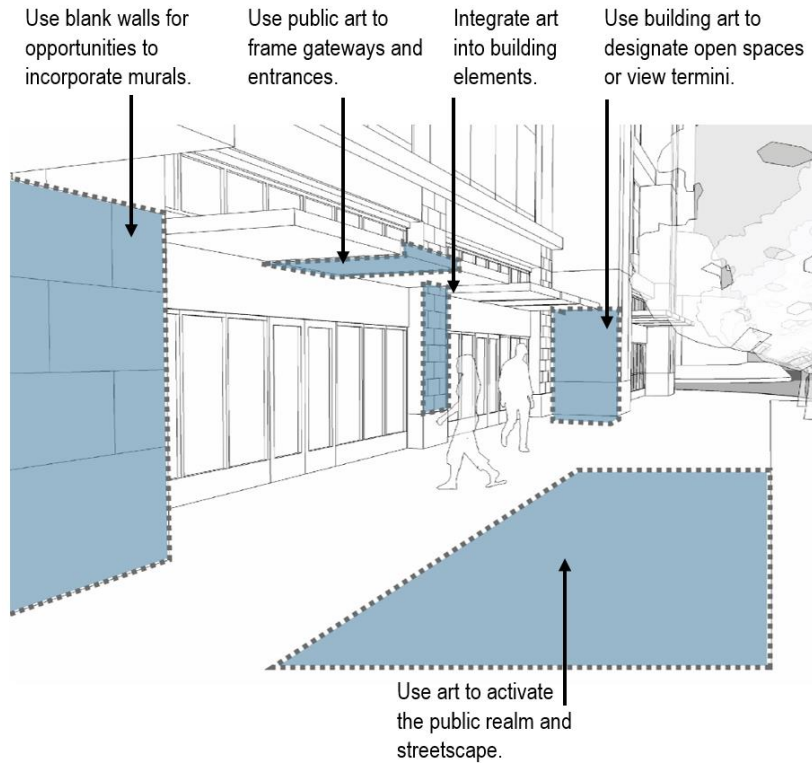 Use blank walls for
opportunities to
incorporate murals.
Use public art to
frame gateways and
entrances.
Integrate art
into building
elements.
Use building art to
designate open spaces
or view termini.
Use art to activate
the public realm and
streetscape.